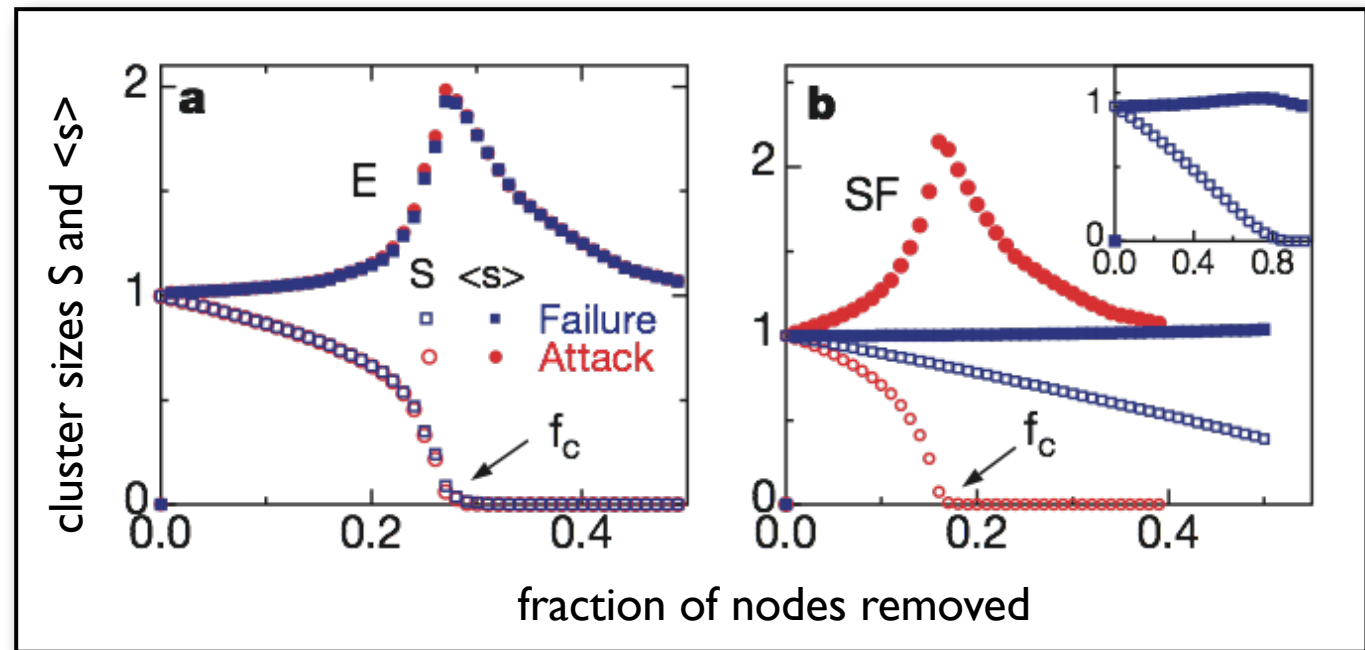 cluster sizes S and <s>
a
2
1
0
0.0 0.2 0.4
E
S <s>
Failure
Attack
f_c
b
2
1
0
0.0 0.2 0.4
SF
f_c
1
0
0.0 0.4 0.8
fraction of nodes removed